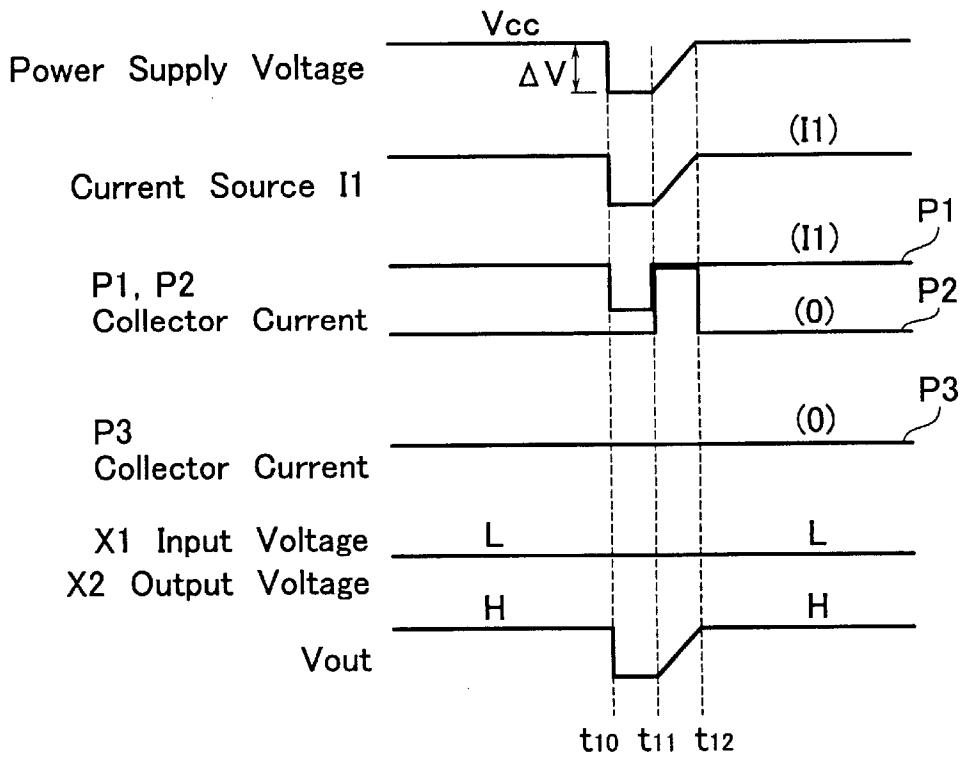 Vcc
Power Supply Voltage
ΔV
(I1)
Current Source I1
(I1)
P1
P1, P2
Collector Current
(0)
P2
P3
Collector Current
(0)
P3
X1 Input Voltage
L
L
X2 Output Voltage
H
H
Vout
t10
t11
t12